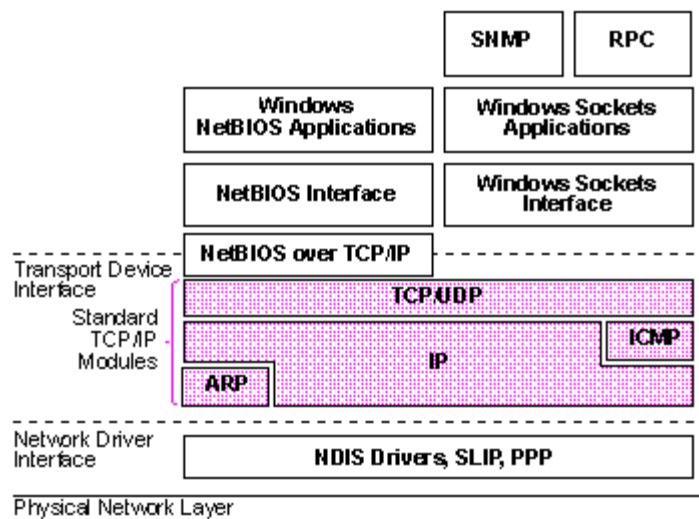 SNMP
RPC
Windows
NetBIOS Applications
Windows Sockets
Applications
NetBIOS Interface
Windows Sockets
Interface
NetBIOS over TCP/IP
Transport Device
Interface
TCP/UDP
Standard
TCP/IP
Modules
ICMP
IP
ARP
Network Driver
Interface
NDIS Drivers, SLIP, PPP
Physical Network Layer